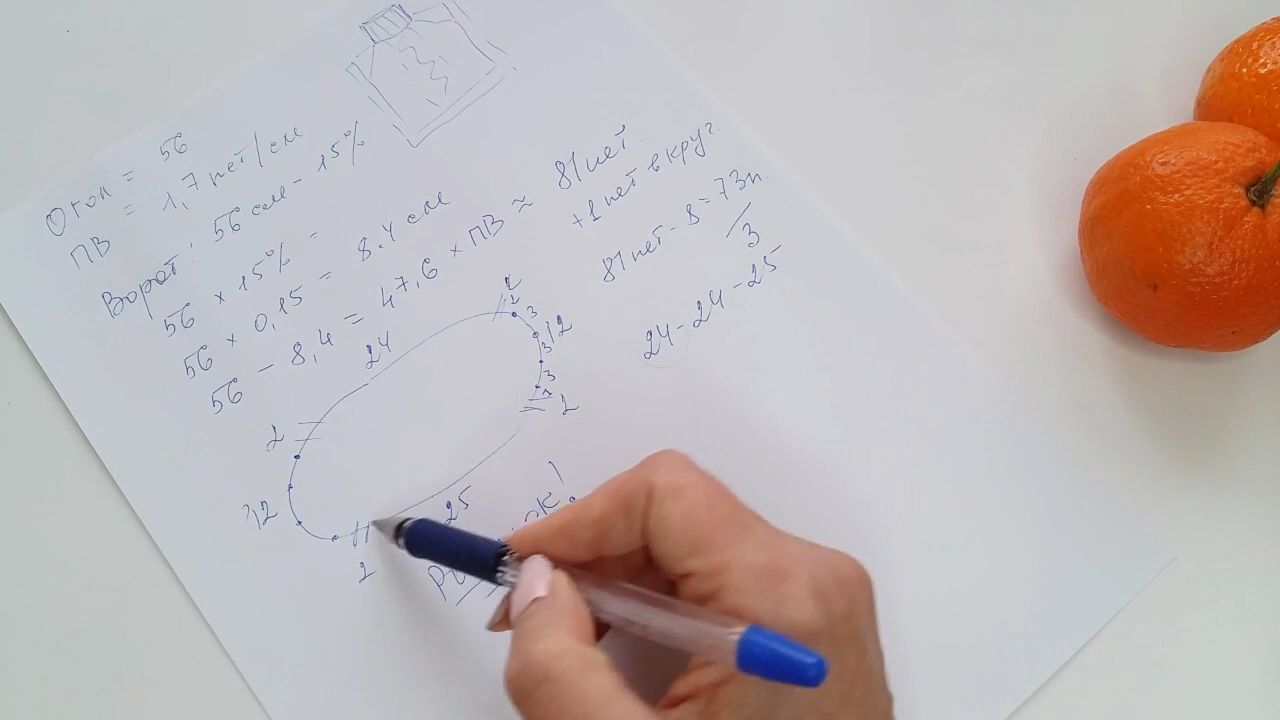 Огол = 56
ПВ = 1,7 пет/см
Ворот: 56 см - 15%
56 × 15% =
56 × 0,15 = 8.4 см
56 - 8,4 = 47,6 × ПВ ≈ 81 пет
+1 пет в круг.
81 пет - 8 = 73п.
/3
24-24-25
24
2
2
3
12
3
3
2
2
12
2
25